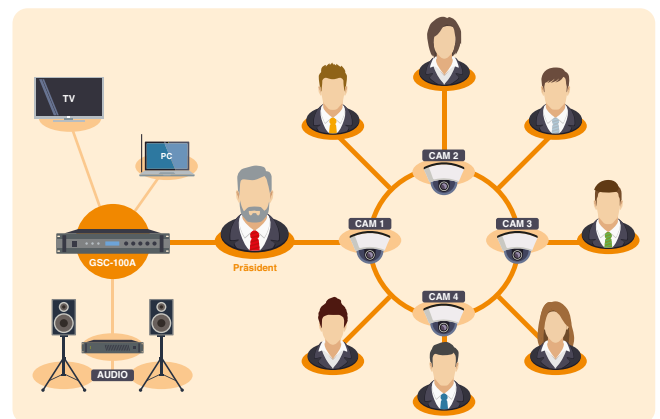 TV
PC
GSC-100A
AUDIO
Präsident
CAM 1
CAM 2
CAM 3
CAM 4